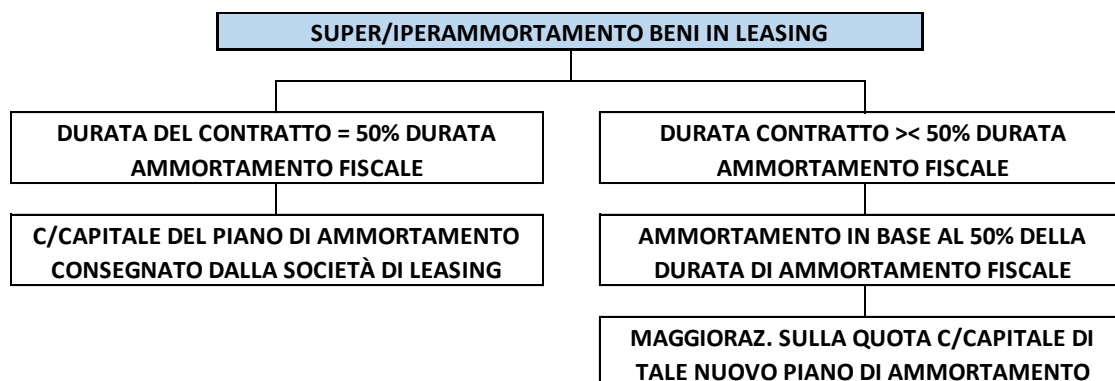 SUPER/IPERAMMORTAMENTO BENI IN LEASING
DURATA DEL CONTRATTO = 50% DURATA
AMMORTAMENTO FISCALE
DURATA CONTRATTO >< 50% DURATA
AMMORTAMENTO FISCALE
C/CAPITALE DEL PIANO DI AMMORTAMENTO
CONSEGNATO DALLA SOCIETÀ DI LEASING
AMMORTAMENTO IN BASE AL 50% DELLA
DURATA DI AMMORTAMENTO FISCALE
MAGGIORAZ. SULLA QUOTA C/CAPITALE DI
TALE NUOVO PIANO DI AMMORTAMENTO